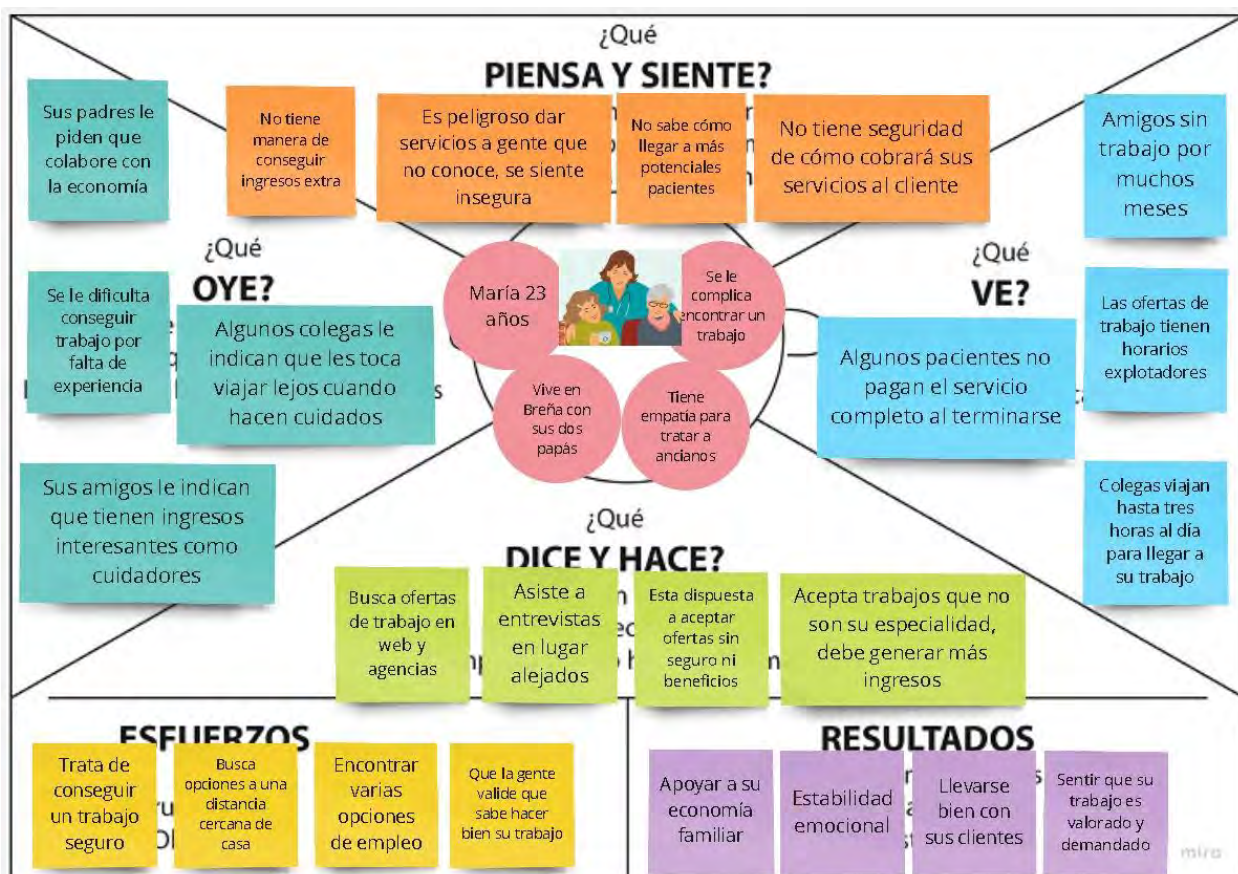 ¿Qué
PIENSA Y SIENTE?
Sus padres le
piden que
colabore con
la economía
No tiene
manera de
conseguir
ingresos extra
Es peligroso dar
servicios a gente que
no conoce, se siente
insegura
No sabe cómo
llegar a más
potenciales
pacientes
No tiene seguridad
de cómo cobrará sus
servicios al cliente
Amigos sin
trabajo por
muchos
meses
¿Qué
OYE?
Se le dificulta
conseguir
trabajo por
falta de
experiencia
Algunos colegas le
indican que les toca
viajar lejos cuando
hacen cuidados
Sus amigos le indican
que tienen ingresos
interesantes como
cuidadores
María 23
años
Se le
complica
encontrar un
trabajo
Vive en
Breña con
sus dos
papás
Tiene
empatía para
tratar a
ancianos
¿Qué
VE?
Las ofertas de
trabajo tienen
horarios
explotadores
Algunos pacientes no
pagan el servicio
completo al terminarse
Colegas viajan
hasta tres
horas al día
para llegar a
su trabajo
¿Qué
DICE Y HACE?
Busca ofertas
de trabajo en
web y
agencias
Asiste a
entrevistas
en lugar
alejados
Esta dispuesta
a aceptar
ofertas sin
seguro ni
beneficios
Acepta trabajos que no
son su especialidad,
debe generar más
ingresos
ESFUERZOS
Trata de
conseguir
un trabajo
seguro
Busca
opciones a una
distancia
cercana de
casa
Encontrar
varias
opciones
de empleo
Que la gente
valide que
sabe hacer
bien su trabajo
RESULTADOS
Apoyar a su
economía
familiar
Estabilidad
emocional
Llevarse
bien con
sus clientes
Sentir que su
trabajo es
valorado y
demandado
miro